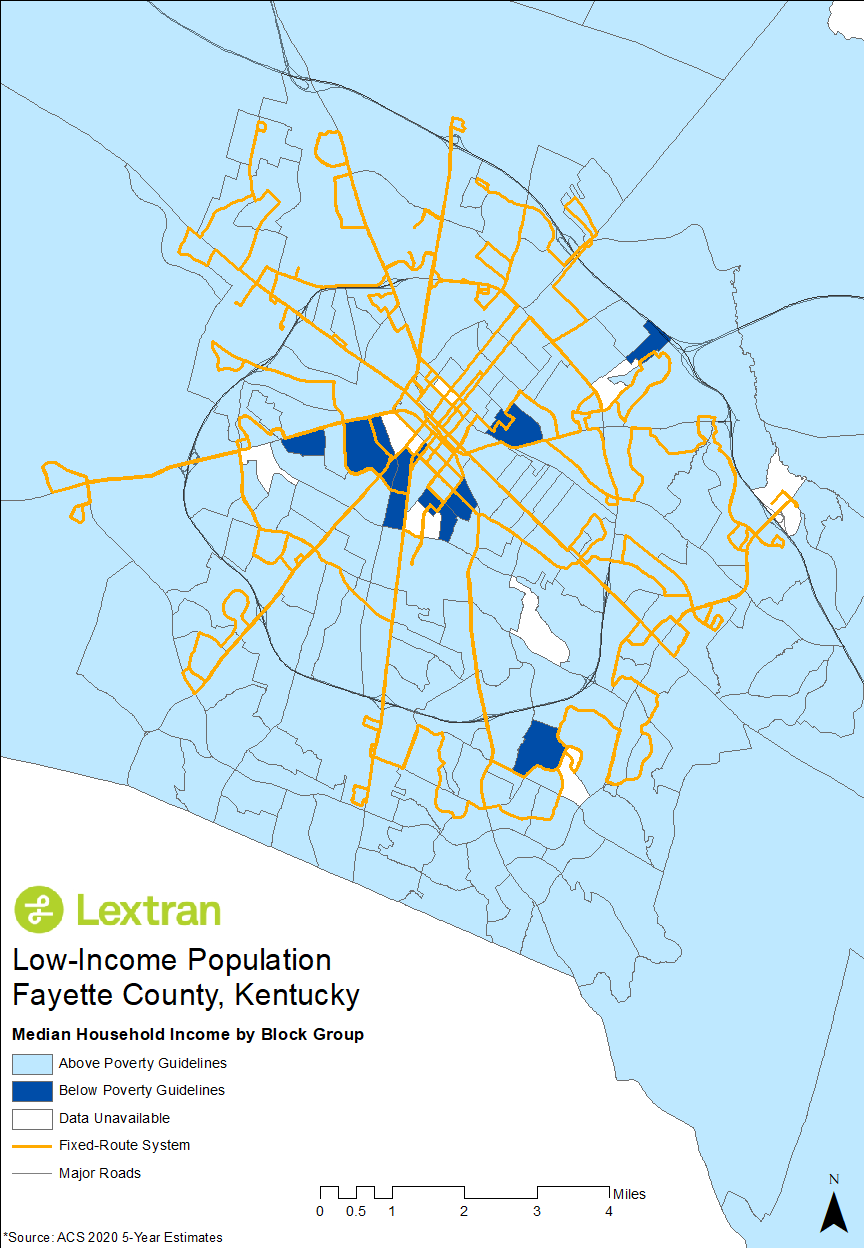 Lextran
Low-Income Population
Fayette County, Kentucky
Median Household Income by Block Group
Above Poverty Guidelines
Below Poverty Guidelines
Data Unavailable
Fixed-Route System
Major Roads
N
Miles
0 0.5 1 2 3 4
*Source: ACS 2020 5-Year Estimates